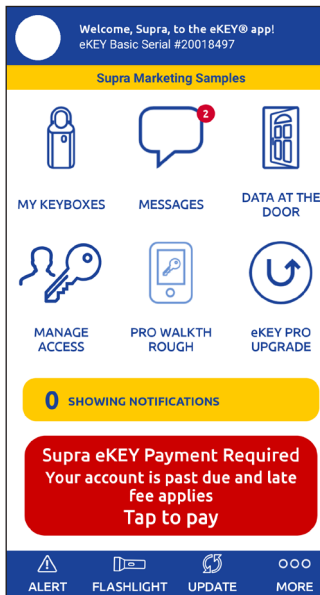 Welcome, Supra, to the eKEY® app!
eKEY Basic Serial #20018497
Supra Marketing Samples
2
MY KEYBOXES
MESSAGES
DATA AT THE
DOOR
MANAGE
ACCESS
PRO WALKTH
ROUGH
eKEY PRO
UPGRADE
0 SHOWING NOTIFICATIONS
Supra eKEY Payment Required
Your account is past due and late
fee applies
Tap to pay
ALERT
FLASHLIGHT
UPDATE
MORE